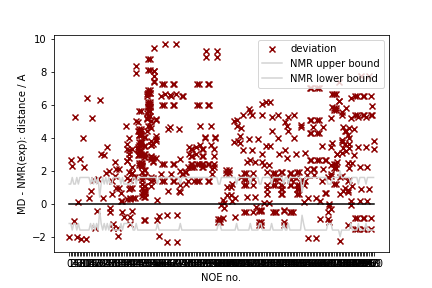 deviation
NMR upper bound
NMR lower bound
MD - NMR(exp): distance / A
10
8
6
4
2
0
−2
NOE no.